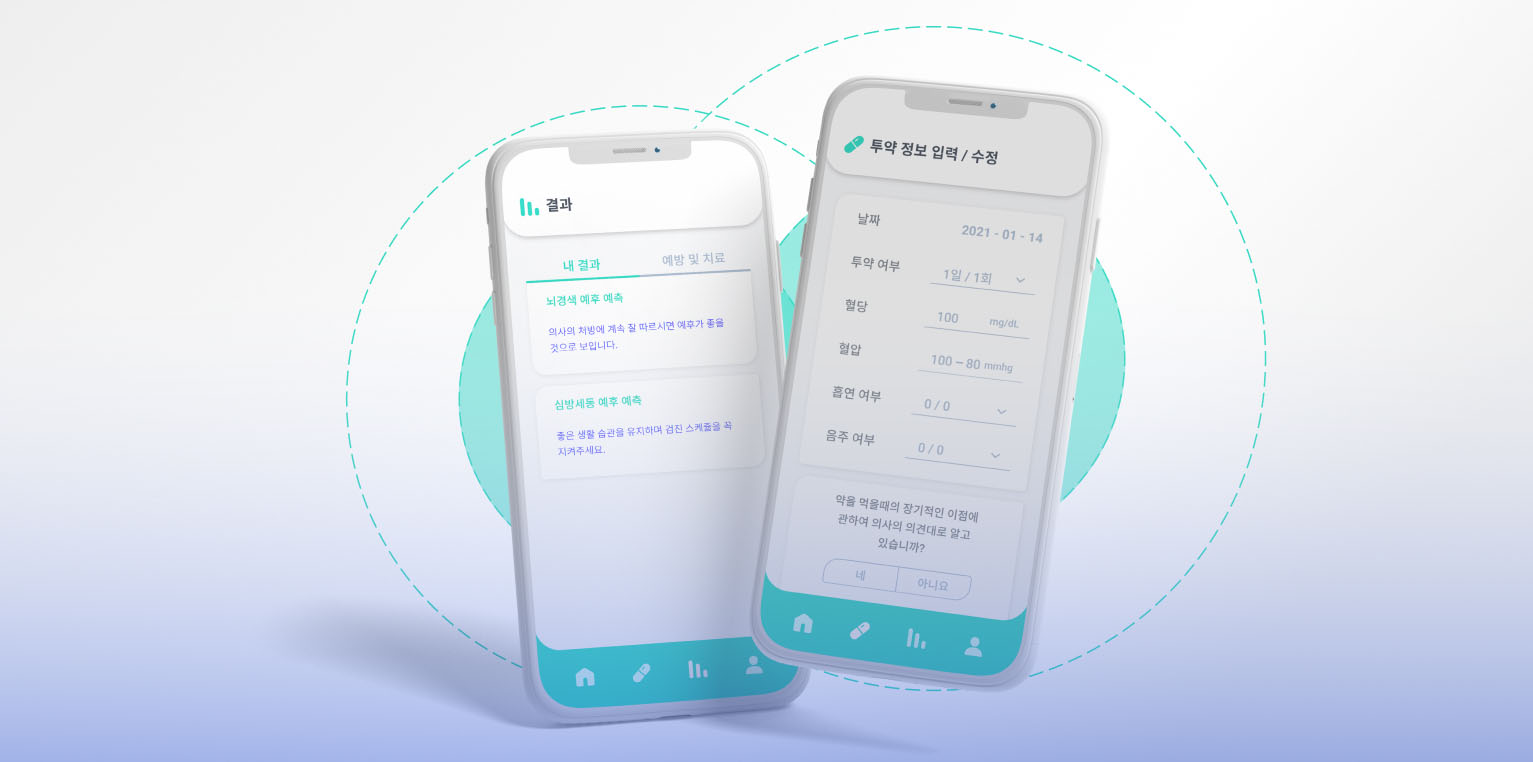 결과
내 결과
예방 및 치료
뇌경색 예후 예측
의사의 처방에 계속 잘 따르시면 예후가 좋을
것으로 보입니다.
심방세동 예후 예측
좋은 생활 습관을 유지하며 검진 스케쥴을 꼭
지켜주세요.
투약 정보 입력 / 수정
날짜 2021 - 01 - 14
투약 여부 1일 / 1회
혈당 100 mg/dL
혈압 100 – 80 mmhg
흡연 여부 0 / 0
음주 여부 0 / 0
약을 먹을때의 장기적인 이점에
관하여 의사의 의견대로 알고
있습니까?
네 아니요